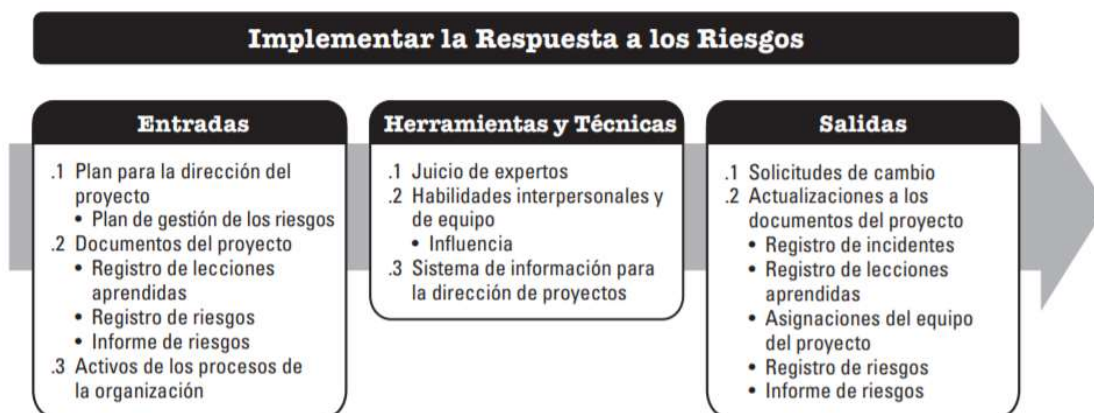 Implementar la Respuesta a los Riesgos
Entradas
.1 Plan para la dirección del
proyecto
• Plan de gestión de los riesgos
.2 Documentos del proyecto
• Registro de lecciones
aprendidas
• Registro de riesgos
• Informe de riesgos
.3 Activos de los procesos de
la organización
Herramientas y Técnicas
.1 Juicio de expertos
.2 Habilidades interpersonales y
de equipo
• Influencia
.3 Sistema de información para
la dirección de proyectos
Salidas
.1 Solicitudes de cambio
.2 Actualizaciones a los
documentos del proyecto
• Registro de incidentes
• Registro de lecciones
aprendidas
• Asignaciones del equipo
del proyecto
• Registro de riesgos
• Informe de riesgos